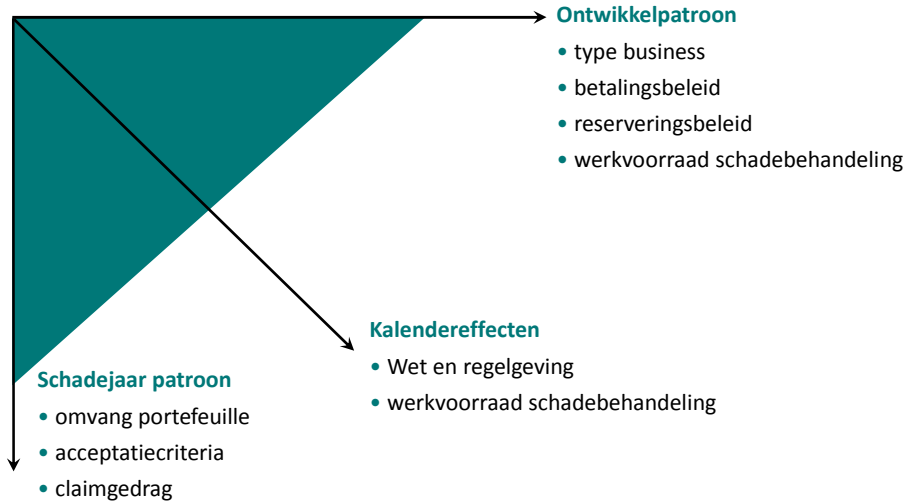 Ontwikkelpatroon
• type business
• betalingsbeleid
• reserveringsbeleid
• werkvoorraad schadebehandeling
Kalendereffecten
• Wet en regelgeving
• werkvoorraad schadebehandeling
Schadejaar patroon
• omvang portefeuille
• acceptatiecriteria
• claimgedrag